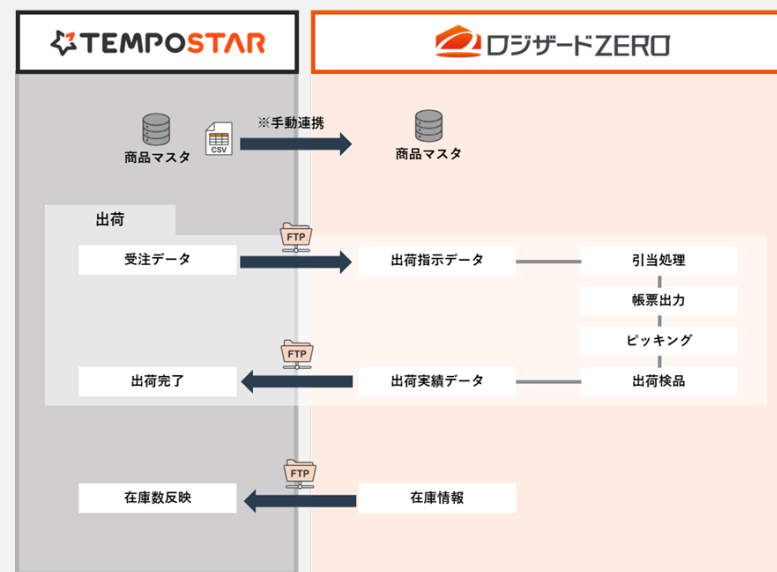 TEMPOSTAR
ロジザードZERO
※手動連携
CSV
商品マスタ
商品マスタ
出荷
FTP
受注データ
出荷指示データ
引当処理
帳票出力
ピッキング
FTP
出荷完了
出荷実績データ
出荷検品
FTP
在庫数反映
在庫情報